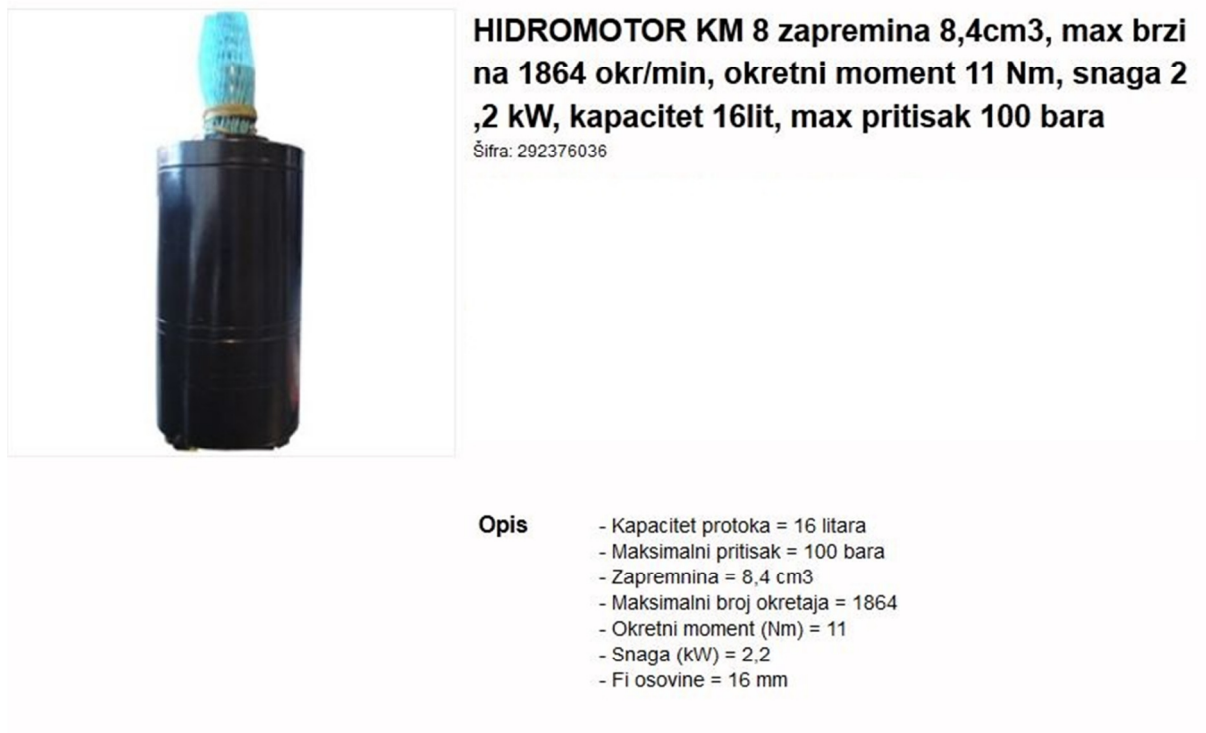 HIDROMOTOR KM 8 zapremina 8,4cm3, max brzi
na 1864 okr/min, okretni moment 11 Nm, snaga 2
,2 kW, kapacitet 16lit, max pritisak 100 bara
Šifra: 292376036
Opis
- Kapacitet protoka = 16 litara
- Maksimalni pritisak = 100 bara
- Zapremnina = 8,4 cm3
- Maksimalni broj okretaja = 1864
- Okretni moment (Nm) = 11
- Snaga (kW) = 2,2
- Fi osovine = 16 mm